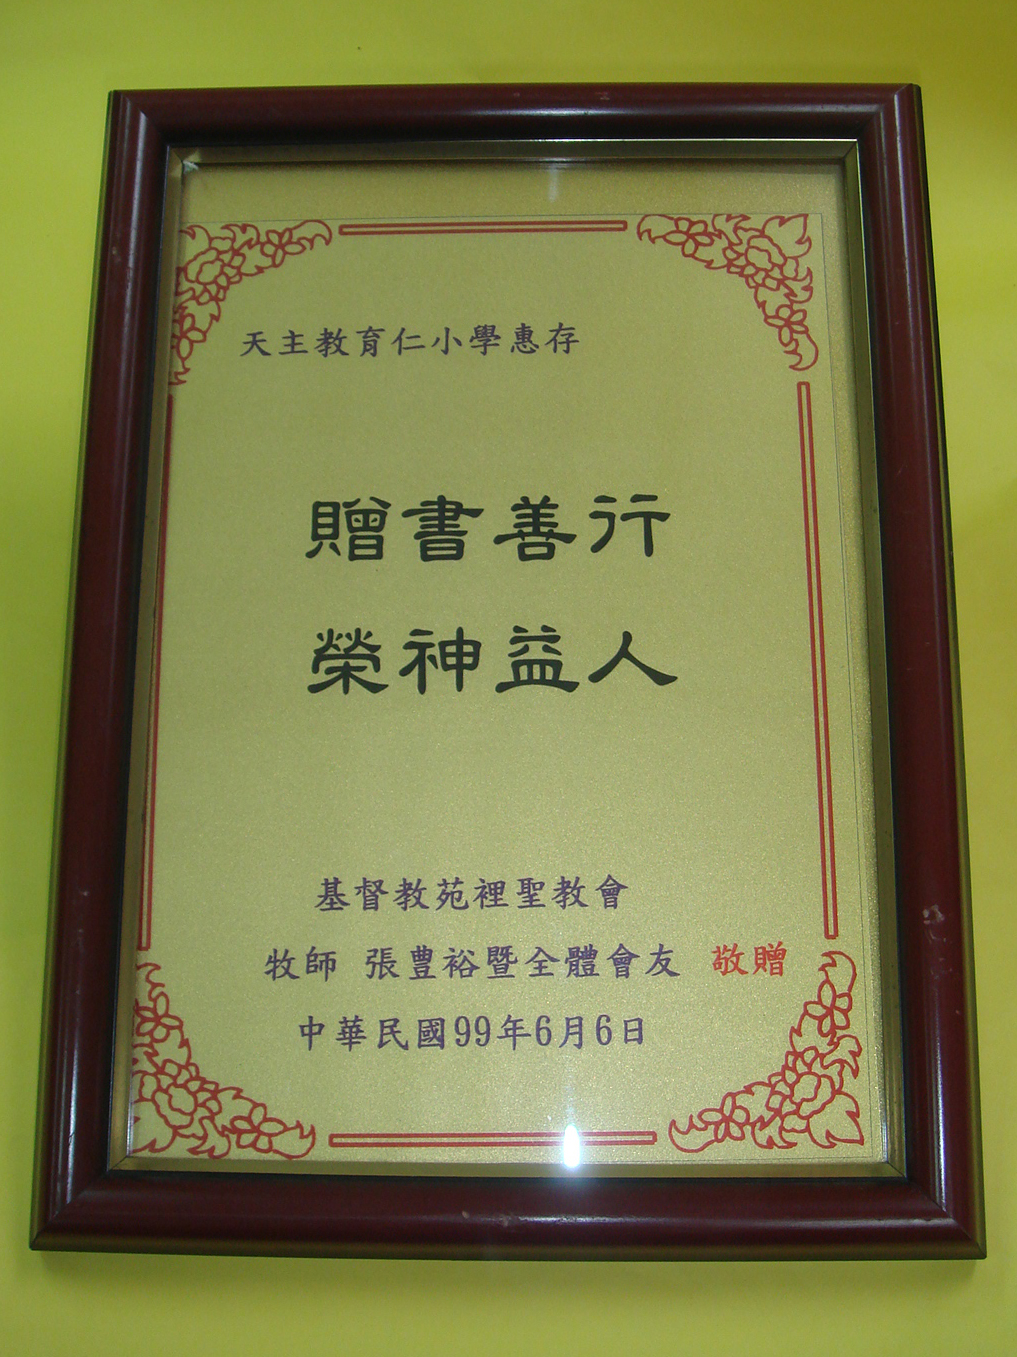 天主教育仁小學惠存
贈書善行
榮神益人
基督教苑裡聖教會
牧師 張豊裕暨全體會友 敬贈
中華民國99年6月6日